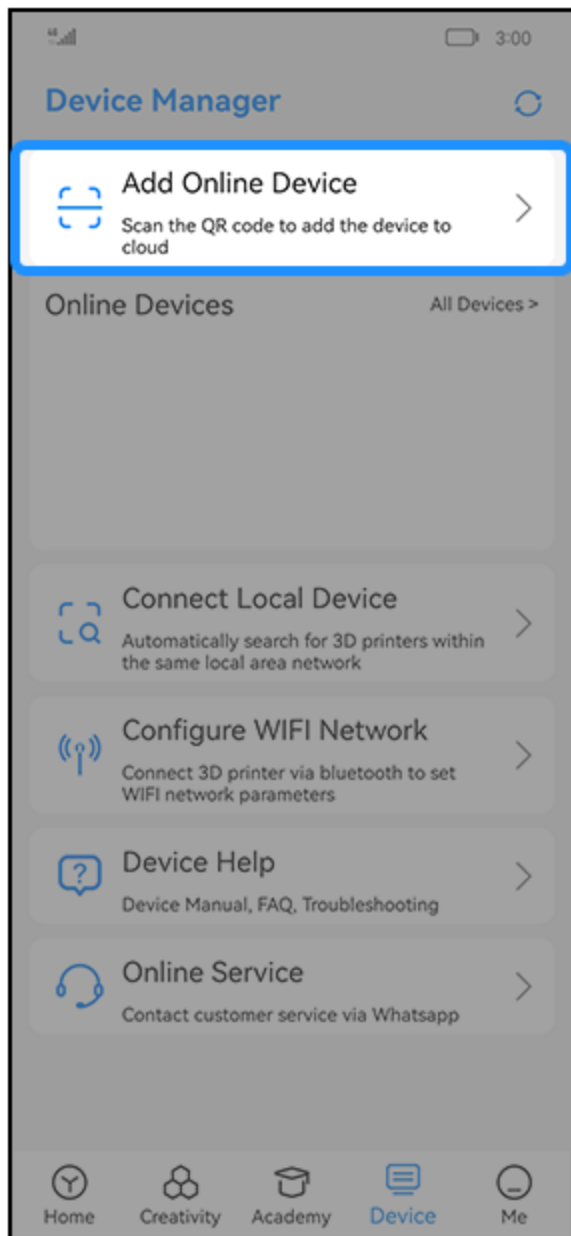 3:00
Device Manager
Add Online Device
Scan the QR code to add the device to
cloud
Online Devices
All Devices >
Connect Local Device
Automatically search for 3D printers within
the same local area network
Configure WIFI Network
Connect 3D printer via bluetooth to set
WIFI network parameters
Device Help
Device Manual, FAQ, Troubleshooting
Online Service
Contact customer service via Whatsapp
Home
Creativity
Academy
Device
Me